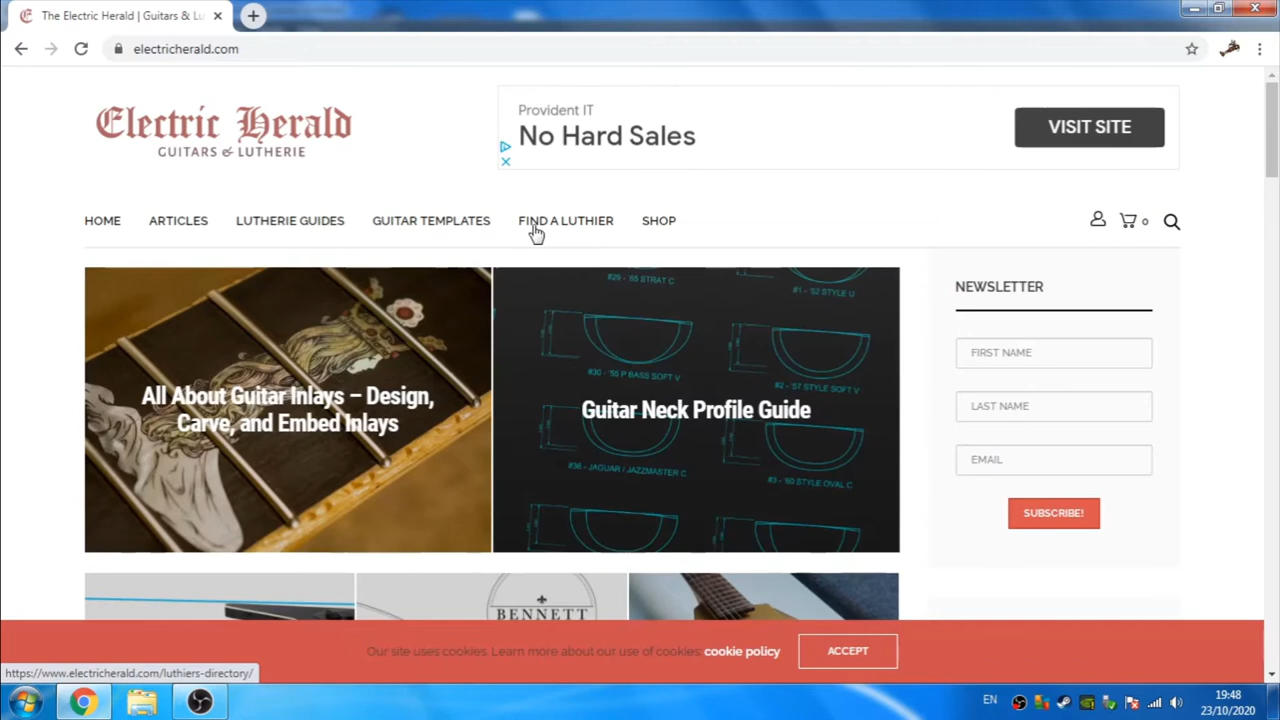 The Electric Herald | Guitars & Lu
electricherald.com
Electric Herald
GUITARS & LUTHERIE
Provident IT
No Hard Sales
VISIT SITE
HOME
ARTICLES
LUTHERIE GUIDES
GUITAR TEMPLATES
FIND A LUTHIER
SHOP
0
All About Guitar Inlays – Design,
Carve, and Embed Inlays
#29 - '65 STRAT C
#1 - '52 STYLE U
#30 - '55 P BASS SOFT V
#2 - '57 STYLE SOFT V
Guitar Neck Profile Guide
#36 - JAGUAR / JAZZMASTER C
#3 - '60 STYLE OVAL C
NEWSLETTER
FIRST NAME
LAST NAME
EMAIL
SUBSCRIBE!
BENNETT
Our site uses cookies. Learn more about our use of cookies: cookie policy
ACCEPT
https://www.electricherald.com/luthiers-directory/
EN
19:48
23/10/2020